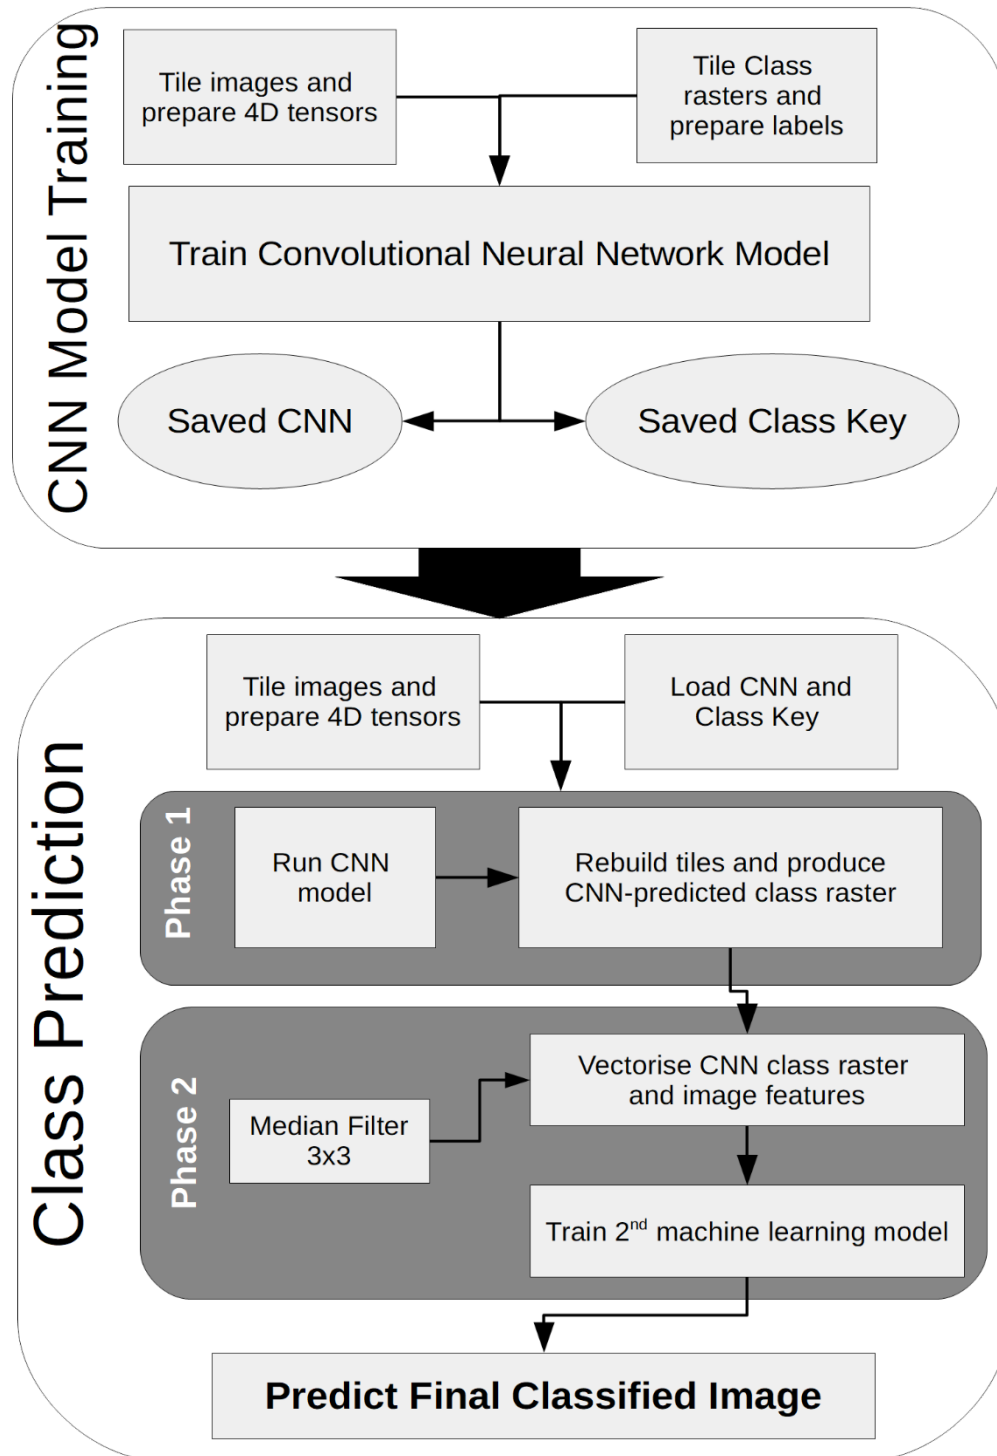 CNN Model Training
Tile images and
prepare 4D tensors
Tile Class
rasters and
prepare labels
Train Convolutional Neural Network Model
Saved CNN
Saved Class Key
Class Prediction
Tile images and
prepare 4D tensors
Load CNN and
Class Key
Phase 1
Run CNN
model
Rebuild tiles and produce
CNN-predicted class raster
Phase 2
Vectorise CNN class raster
and image features
Median Filter
3x3
Train 2nd machine learning model
Predict Final Classified Image